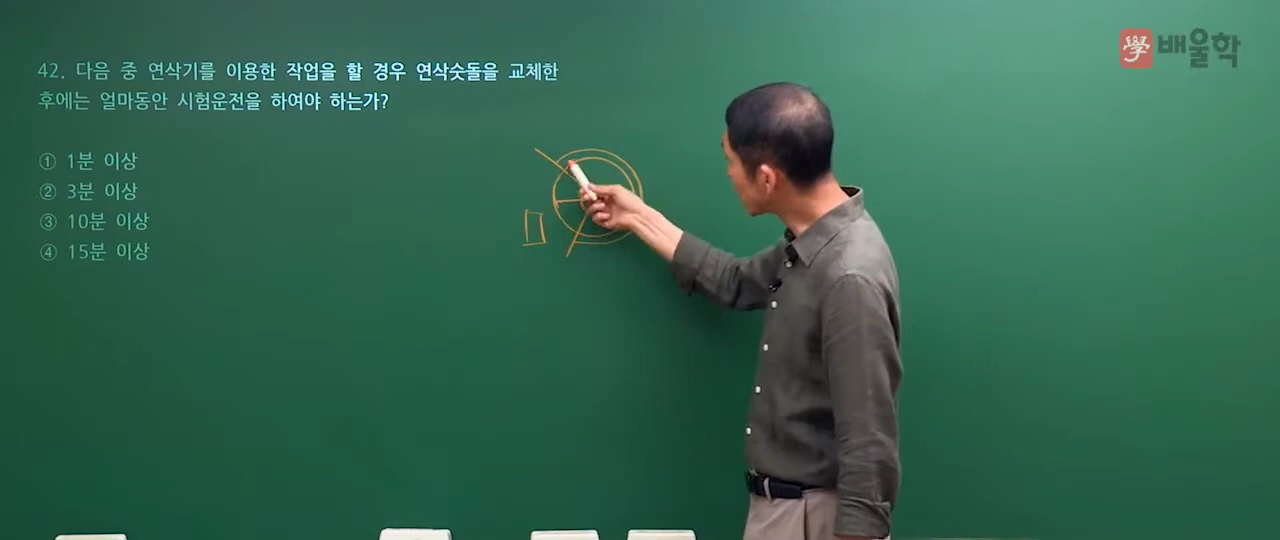 學 배울학
42. 다음 중 연삭기를 이용한 작업을 할 경우 연삭숫돌을 교체한
후에는 얼마동안 시험운전을 하여야 하는가?
① 1분 이상
② 3분 이상
③ 10분 이상
④ 15분 이상